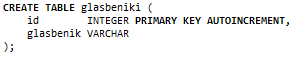 CREATE TABLE glasbeniki (
    id       INTEGER PRIMARY KEY AUTOINCREMENT,
    glasbenik VARCHAR
);